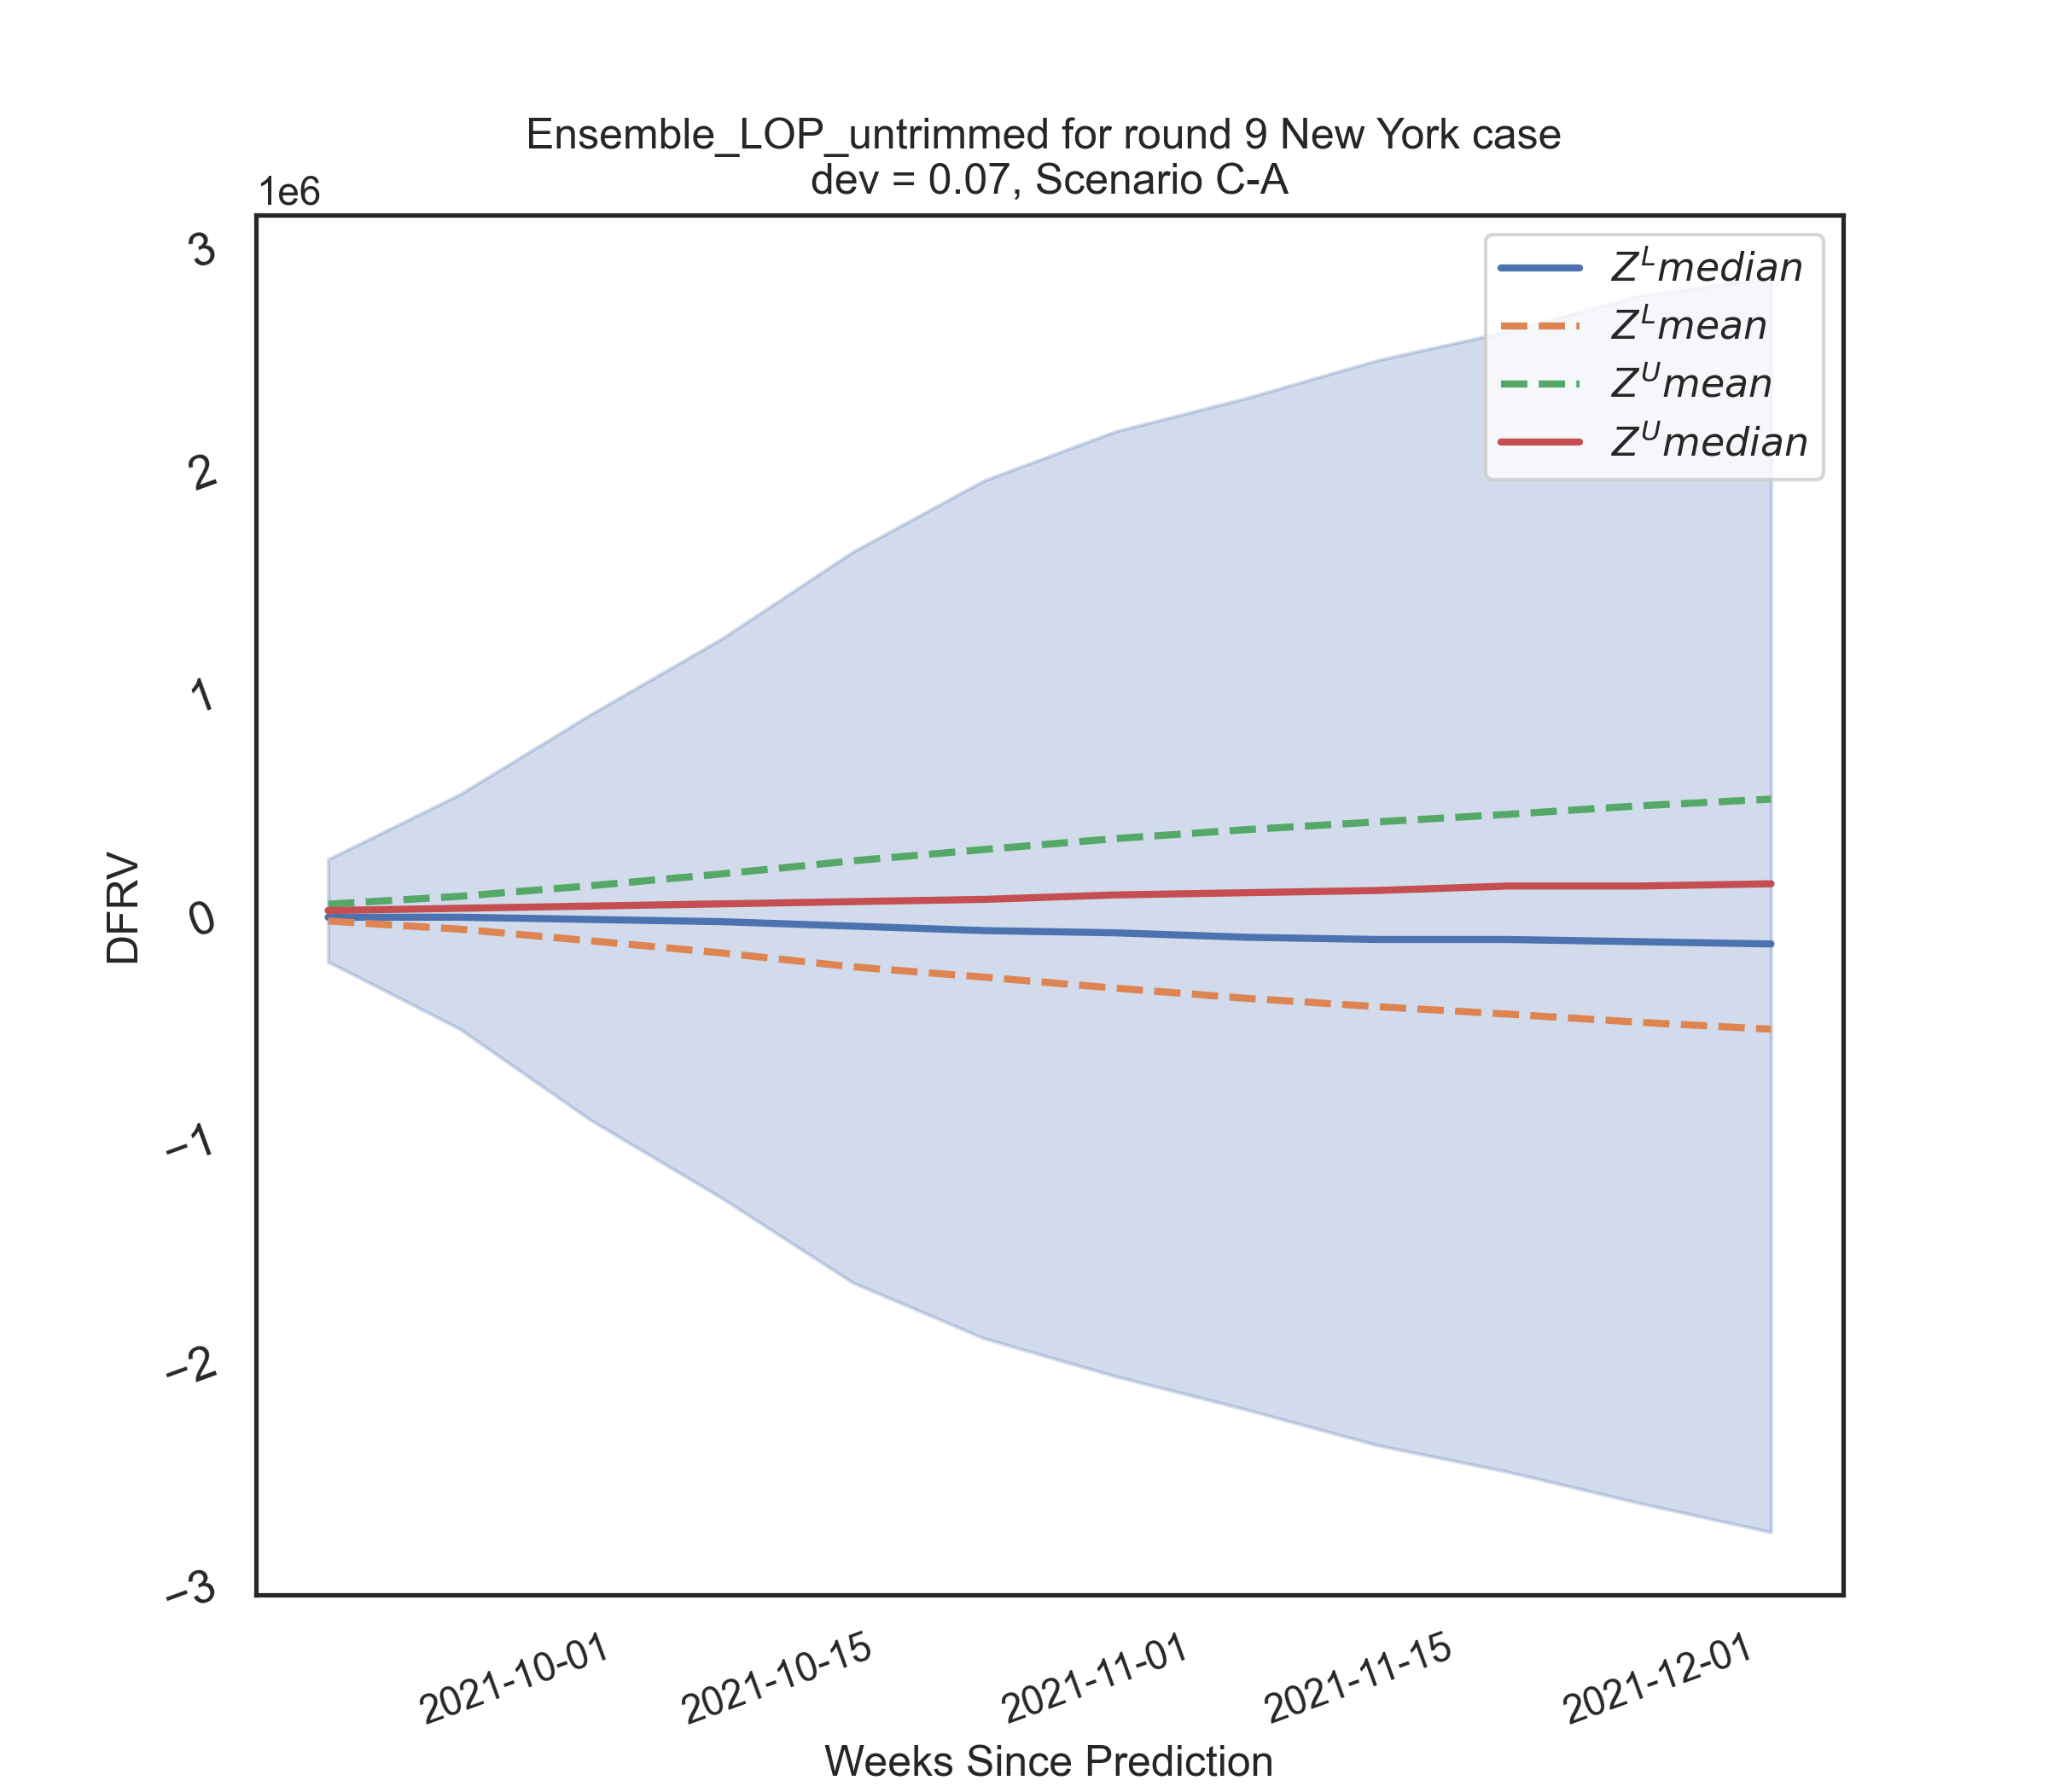 Ensemble_LOP_untrimmed for round 9 New York case
dev = 0.07, Scenario C-A
1e6
3
2
1
0
−1
−2
−3
DFRV
Z^L median
Z^L mean
Z^U mean
Z^U median
2021-10-01
2021-10-15
2021-11-01
2021-11-15
2021-12-01
Weeks Since Prediction